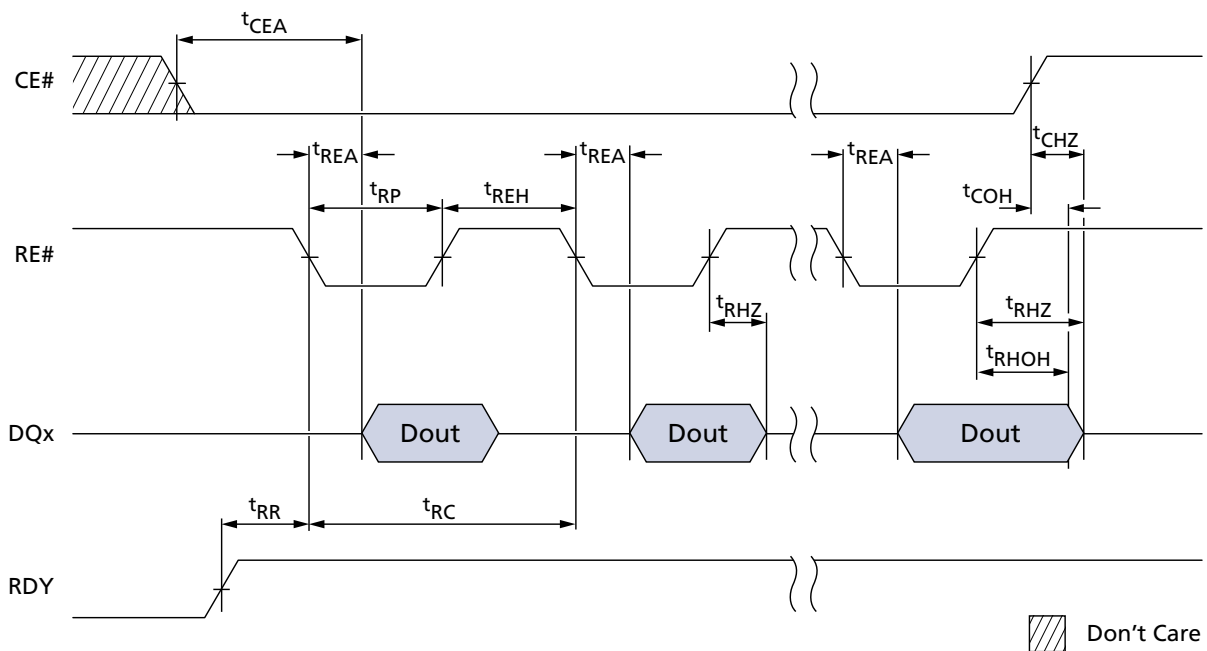 tCEA
CE#
tREA
tREA
tREA
tCHZ
tRP
tREH
tCOH
RE#
tRHZ
tRHZ
tRHOH
DQx
Dout
Dout
Dout
tRR
tRC
RDY
Don't Care